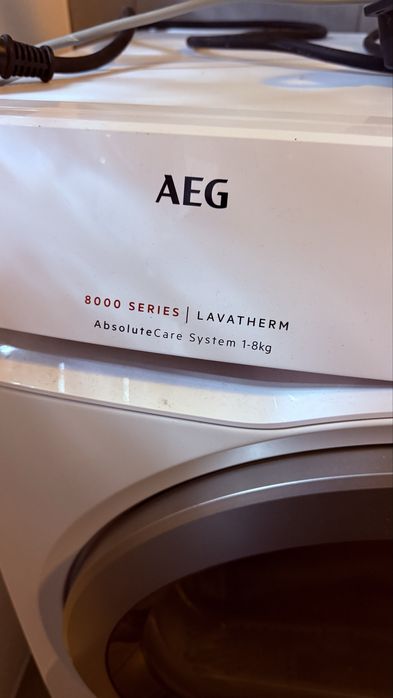 AEG
8000 SERIES | LAVATHERM
AbsoluteCare System 1-8kg